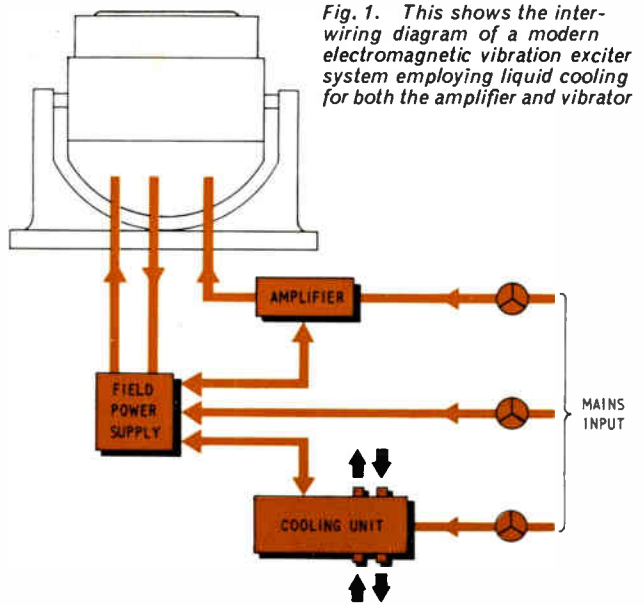 Fig. 1. This shows the inter-
wiring diagram of a modern
electromagnetic vibration exciter
system employing liquid cooling
for both the amplifier and vibrator
AMPLIFIER
FIELD
POWER
SUPPLY
MAINS
INPUT
COOLING UNIT